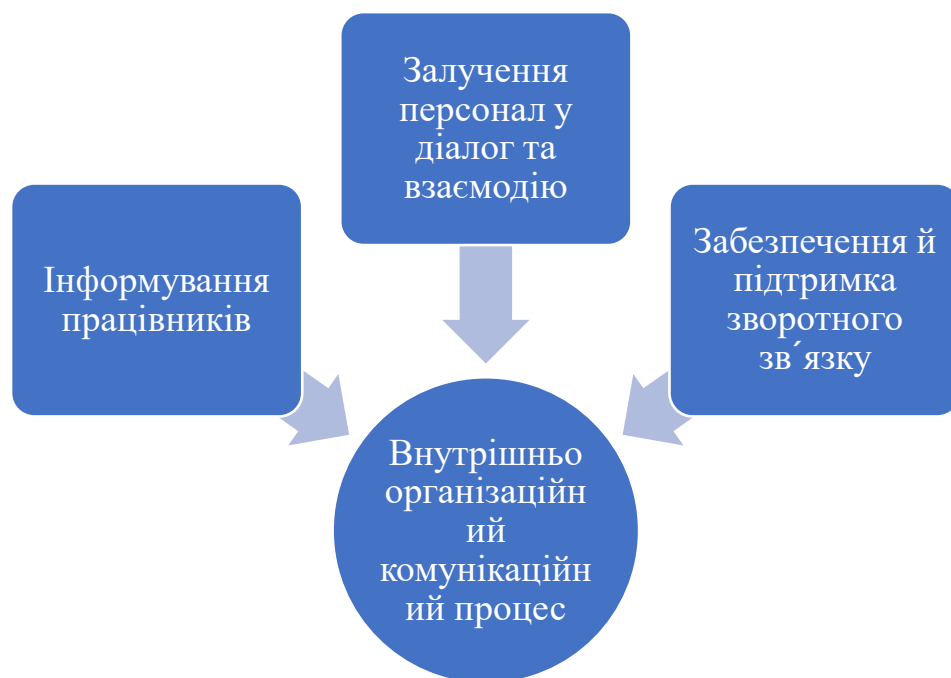 Залучення
персонал у
діалог та
взаємодію
Інформування
працівників
Забезпечення й
підтримка
зворотного
зв´язку
Внутрішньо
організаційн
ий
комунікаційн
ий процес